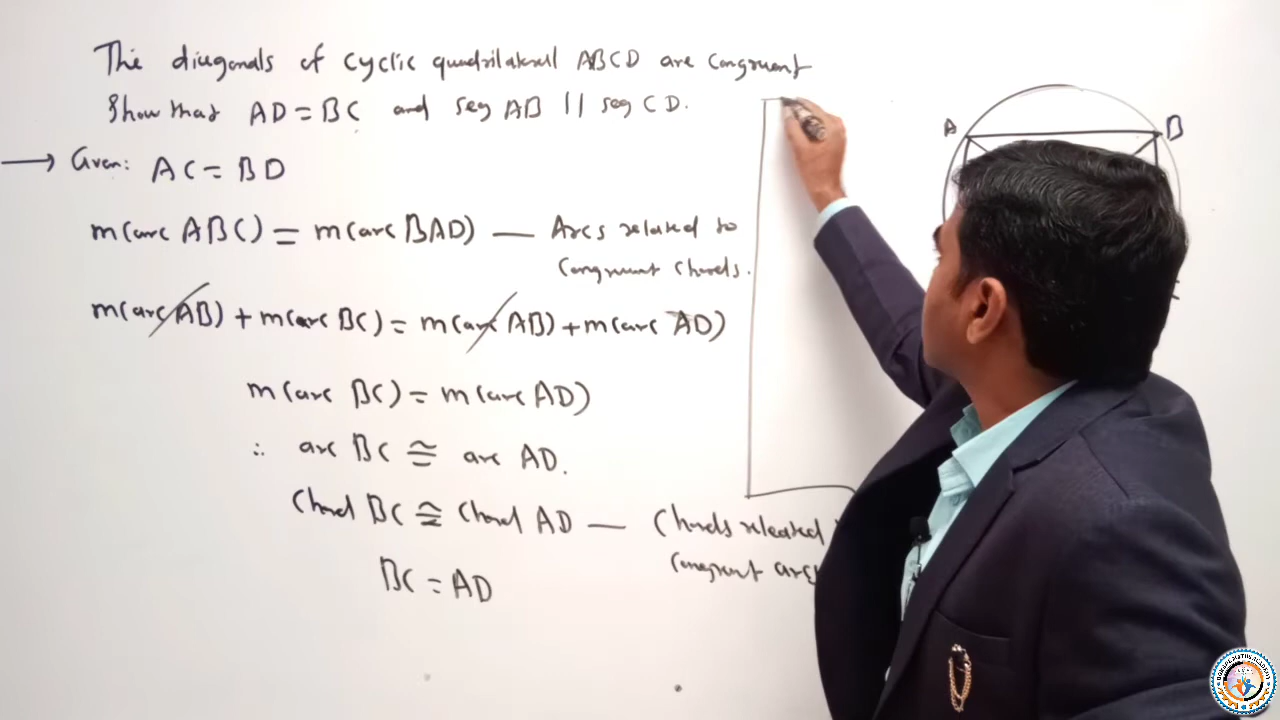 The diagonals of cyclic quadrilateral ABCD are congruent
Show that AD = BC and seg AB || seg CD.
→ Given: AC = BD
m(arc ABC) = m(arc BAD) — Arcs related to
congruent chords.
m(arc AB) + m(arc BC) = m(arc AB) + m(arc AD)
m(arc BC) = m(arc AD)
∴ arc BC ≅ arc AD.
Chord BC ≅ Chord AD — Chords releated
congruent arcs
BC = AD
A B